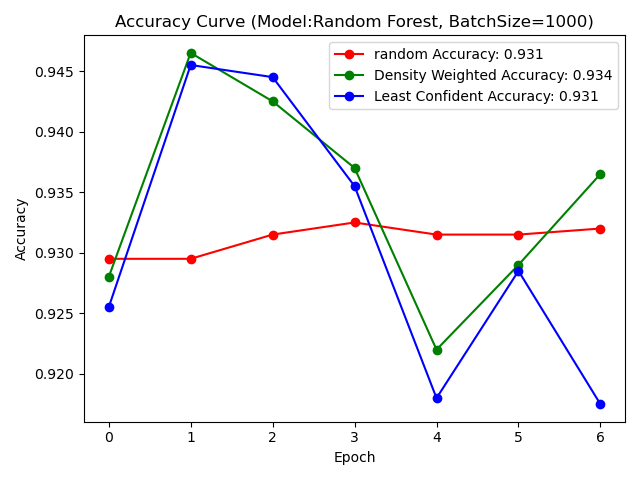 Accuracy Curve (Model:Random Forest, BatchSize=1000)
random Accuracy: 0.931
Density Weighted Accuracy: 0.934
Least Confident Accuracy: 0.931
0.945
0.940
0.935
0.930
0.925
0.920
Accuracy
0 1 2 3 4 5 6
Epoch